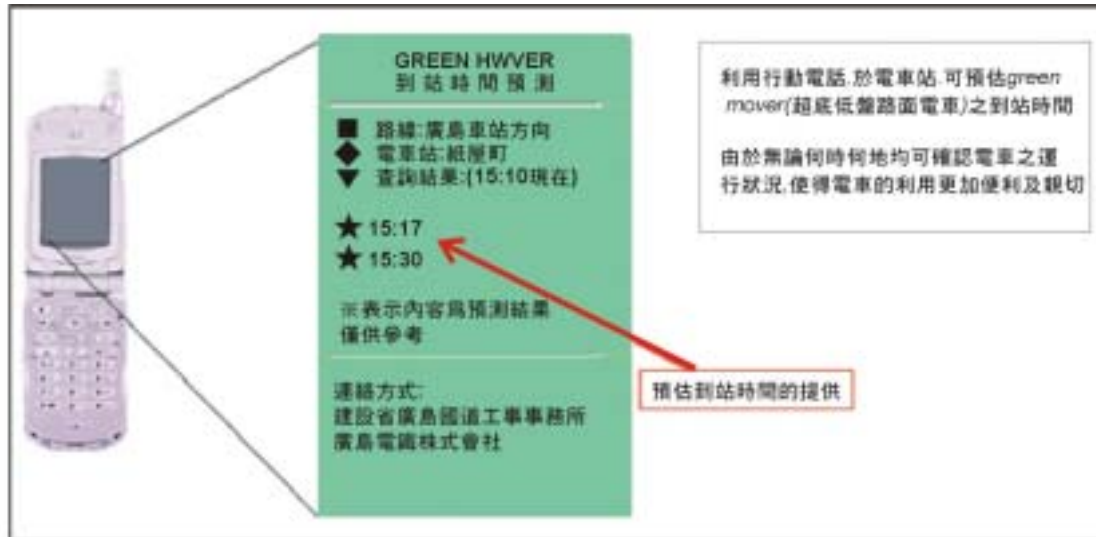 GREEN HWVER
到站時間預測
■ 路線:廣島車站方向
◆ 電車站:紙屋町
▼ 查詢結果:(15:10現在)
★ 15:17
★ 15:30
※表示內容爲預測結果
僅供參考
連絡方式:
建設省廣島國道工事事務所
廣島電鐵株式會社
利用行動電話.於電車站.可預估green
mover(超底低盤路面電車)之到站時間
由於無論何時何地均可確認電車之運
行狀況.使得電車的利用更加便利及親切
預估到站時間的提供